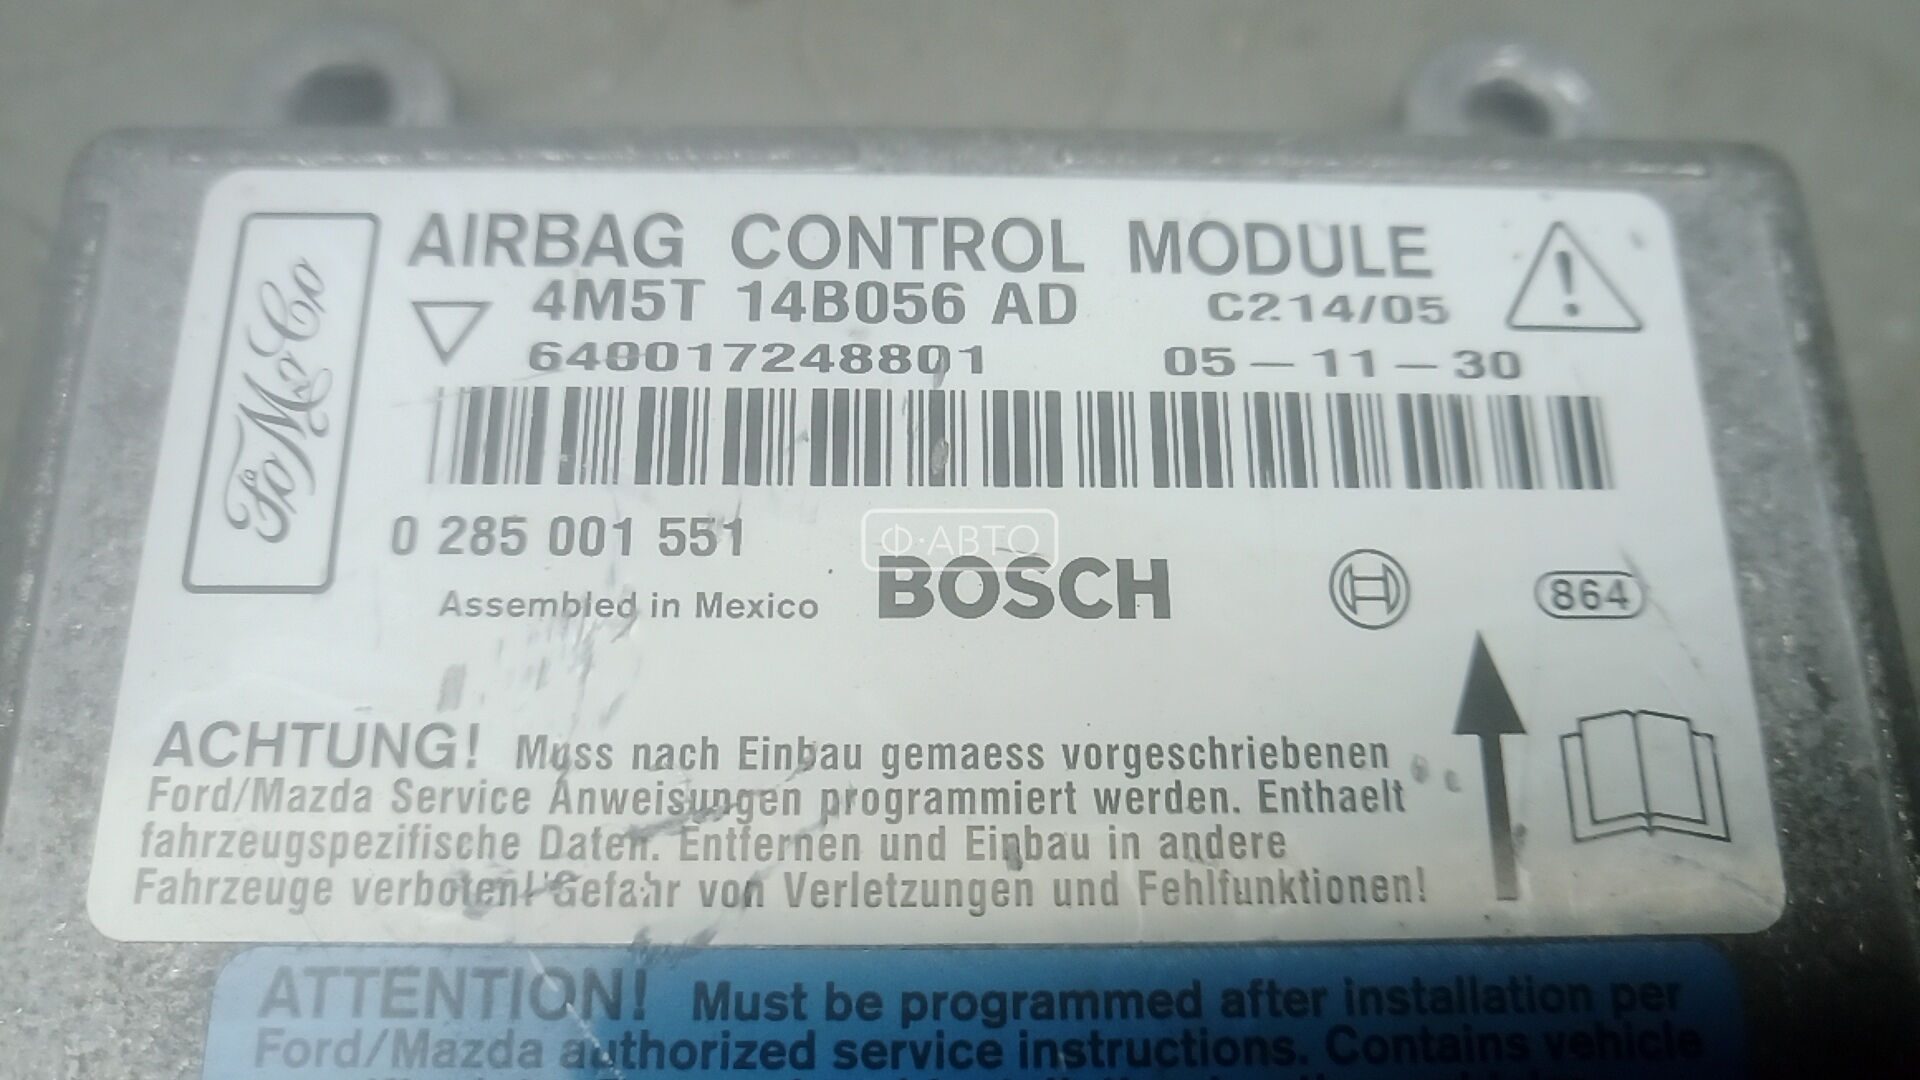 FoMoCo
AIRBAG CONTROL MODULE
4M5T 14B056 AD C214/05
640017248801 05-11-30
0 285 001 551
Ф·АВТО
Assembled in Mexico BOSCH
864
ACHTUNG! Muss nach Einbau gemaess vorgeschriebenen
Ford/Mazda Service Anweisungen programmiert werden. Enthaelt
fahrzeugspezifische Daten. Entfernen und Einbau in andere
Fahrzeuge verboten! Gefahr von Verletzungen und Fehlfunktionen!
ATTENTION! Must be programmed after installation per
Ford/Mazda authorized service instructions. Contains vehicle